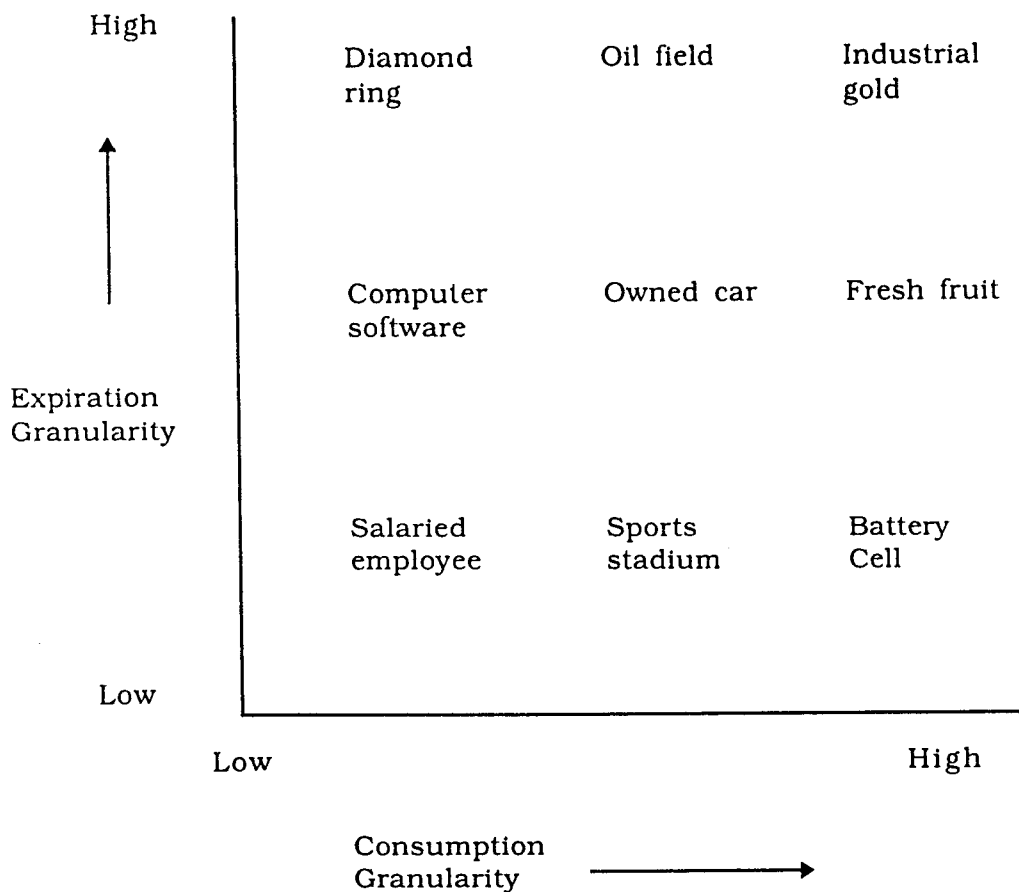 High
Diamond
ring
Oil field
Industrial
gold
Computer
software
Owned car
Fresh fruit
Expiration
Granularity
Salaried
employee
Sports
stadium
Battery
Cell
Low
Low
High
Consumption
Granularity